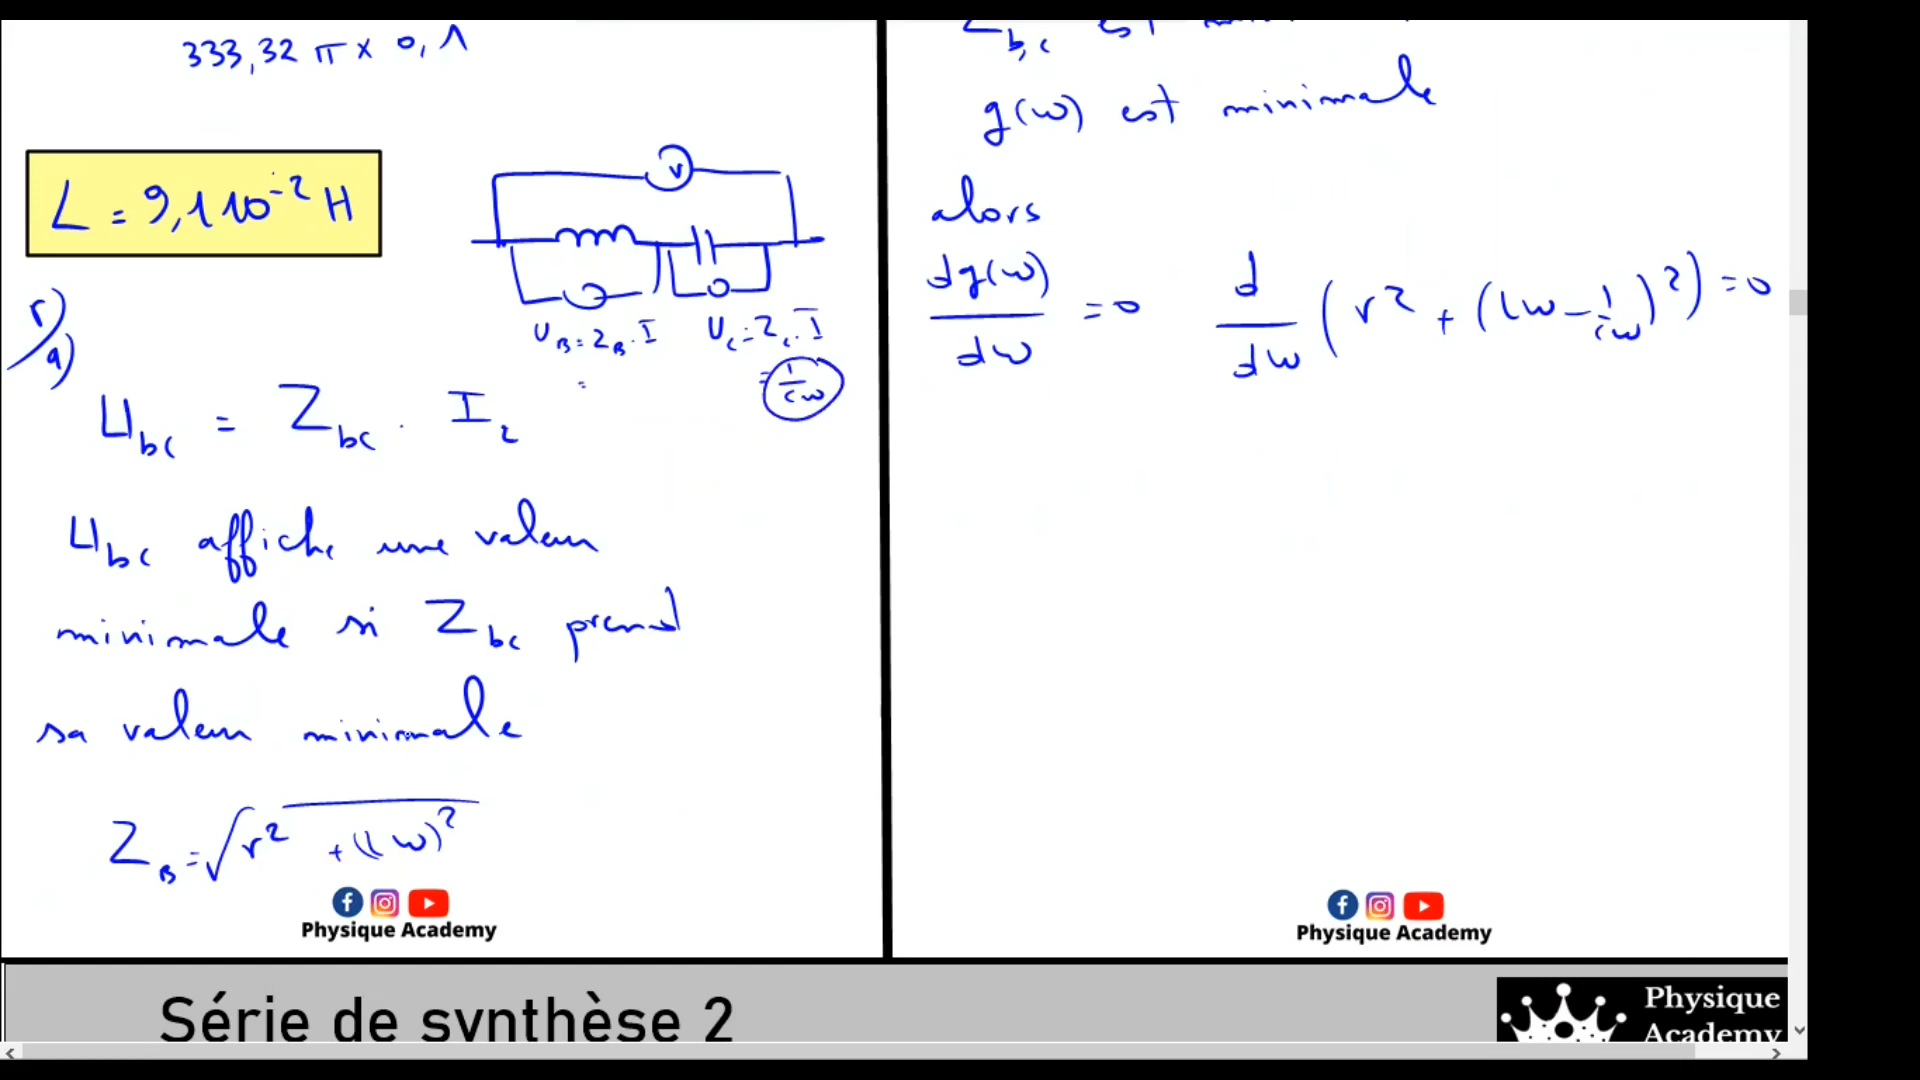 333,32 π x 0,1
L = 9,1 10⁻² H
V
U_B = Z_B . I
U_C = Z_C . I
= 1/(cω)
a)
U_bc = Z_bc . I_2
U_bc affiche une valeur
minimale si Z_bc prend
sa valeur minimale
Z_B = √(r² + (Lω)²)
Physique Academy
g(ω) est minimale
alors
dg(ω)/dω = 0 d/dω (r² + (Lω - 1/(cω))²) = 0
Physique Academy
Série de synthèse 2
Physique
Academy